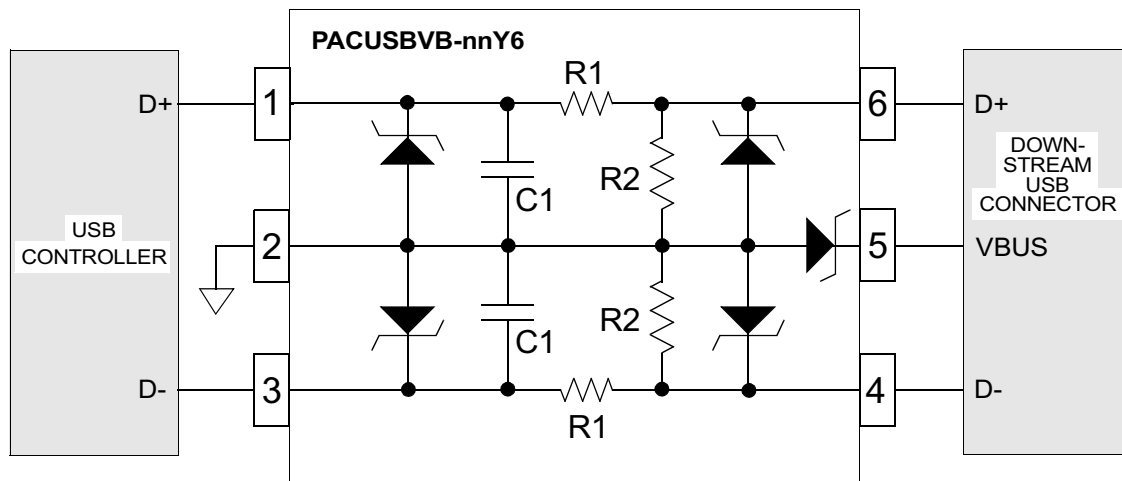 PACUSBVB-nnY6
R1
D+
1
6
D+
DOWN-
STREAM
USB
CONNECTOR
R2
C1
USB
CONTROLLER
2
5
VBUS
R2
C1
D-
3
4
D-
R1